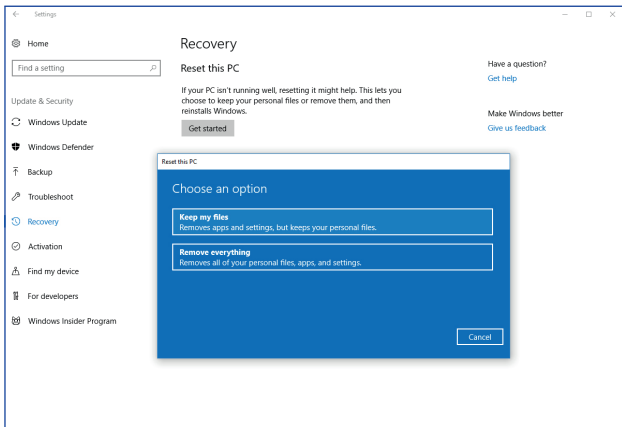 Settings
Home
Find a setting
Update & Security
Windows Update
Windows Defender
Backup
Troubleshoot
Recovery
Activation
Find my device
For developers
Windows Insider Program
Recovery
Reset this PC
If your PC isn't running well, resetting it might help. This lets you
choose to keep your personal files or remove them, and then
reinstalls Windows.
Get started
Have a question?
Get help
Make Windows better
Give us feedback
Reset this PC
Choose an option
Keep my files
Removes apps and settings, but keeps your personal files.
Remove everything
Removes all of your personal files, apps, and settings.
Cancel